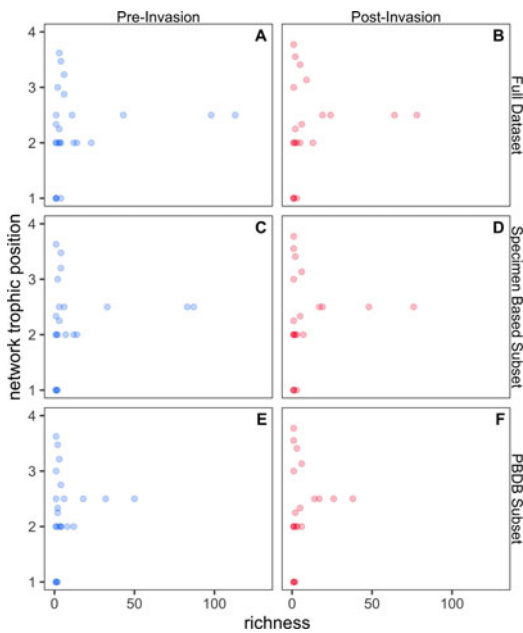 Pre-Invasion Post-Invasion
A B
4
3
2
1
Full Dataset
C D
4
3
2
1
Specimen Based Subset
E F
4
3
2
1
PBDB Subset
network trophic position
0 50 100 0 50 100
richness